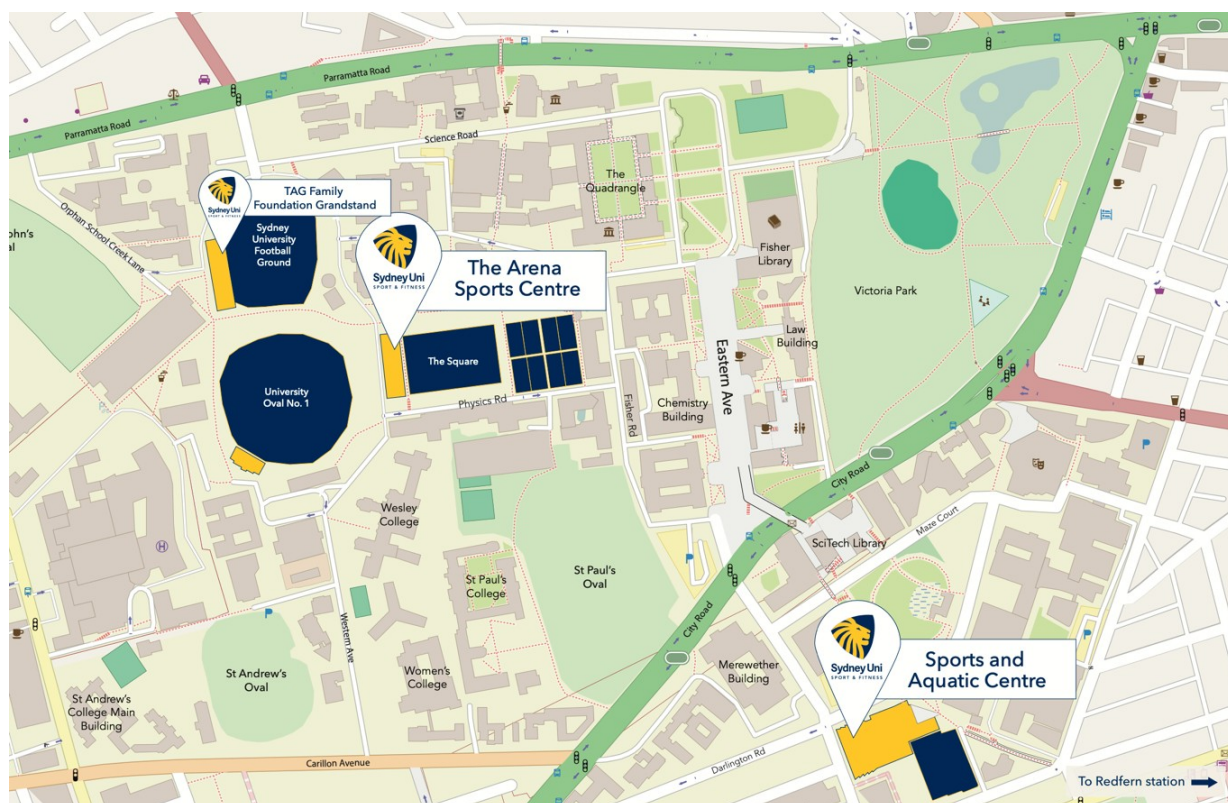 Parramatta Road
Parramatta Road
Science Road
Orphan School Creek Lane
Sydney Uni
SPORT & FITNESS
TAG Family
Foundation Grandstand
Sydney
University
Football
Ground
Sydney Uni
SPORT & FITNESS
The Arena
Sports Centre
The
Quadrangle
Fisher
Library
Victoria Park
Law
Building
Eastern Ave
The Square
University
Oval No. 1
Physics Rd
Fisher Rd
Chemistry
Building
City Road
Wesley
College
SciTech Library
Maze Court
St Paul's
College
St Paul's
Oval
City Road
Western Ave
St Andrew's
Oval
Women's
College
St Andrew's
College Main
Building
Merewether
Building
Sydney Uni
SPORT & FITNESS
Sports and
Aquatic Centre
Carillon Avenue
Darlington Rd
To Redfern station
H